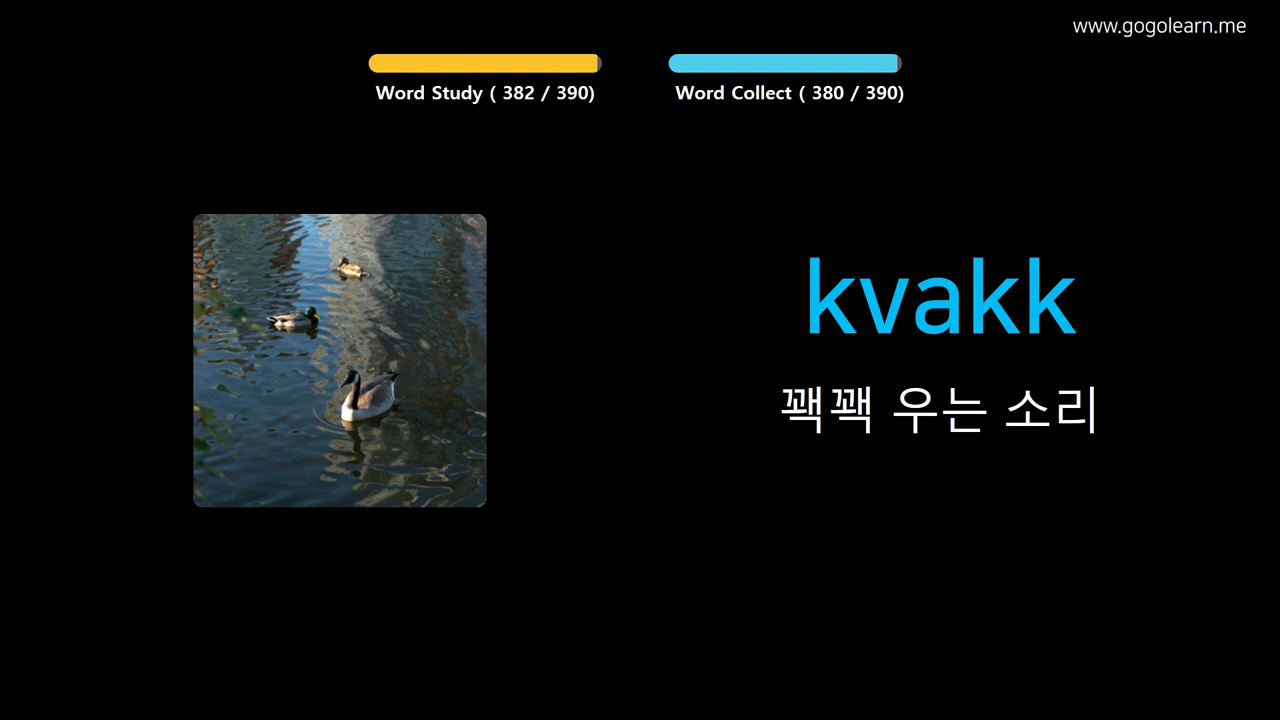 www.gogolearn.me
Word Study ( 382 / 390)
Word Collect ( 380 / 390)
kvakk
꽥꽥 우는 소리